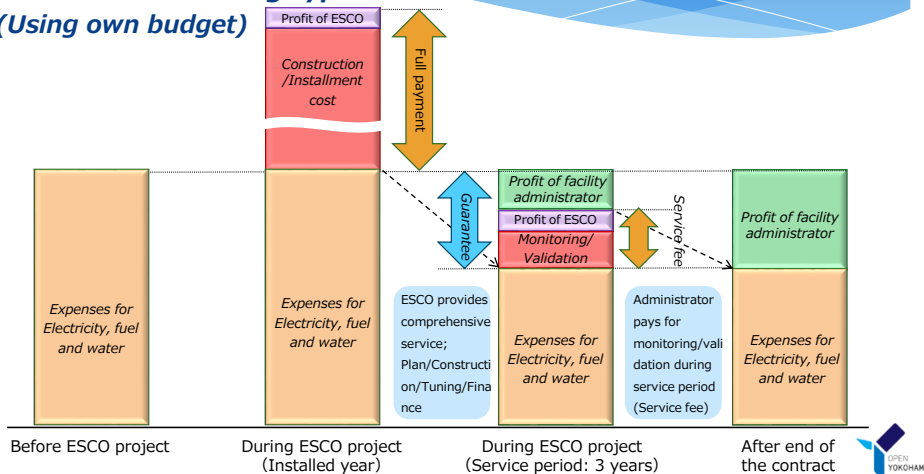 (Using own budget)
Profit of ESCO
Construction
/Installment
cost
Full payment
Expenses for
Electricity, fuel
and water
Expenses for
Electricity, fuel
and water
Guarantee
ESCO provides
comprehensive
service;
Plan/Constructi
on/Tuning/Fina
nce
Profit of facility
administrator
Profit of ESCO
Monitoring/
Validation
Expenses for
Electricity, fuel
and water
Service fee
Administrator
pays for
monitoring/vali
dation during
service period
(Service fee)
Profit of facility
administrator
Expenses for
Electricity, fuel
and water
Before ESCO project
During ESCO project
(Installed year)
During ESCO project
(Service period: 3 years)
After end of
the contract
OPEN
YOKOHAM